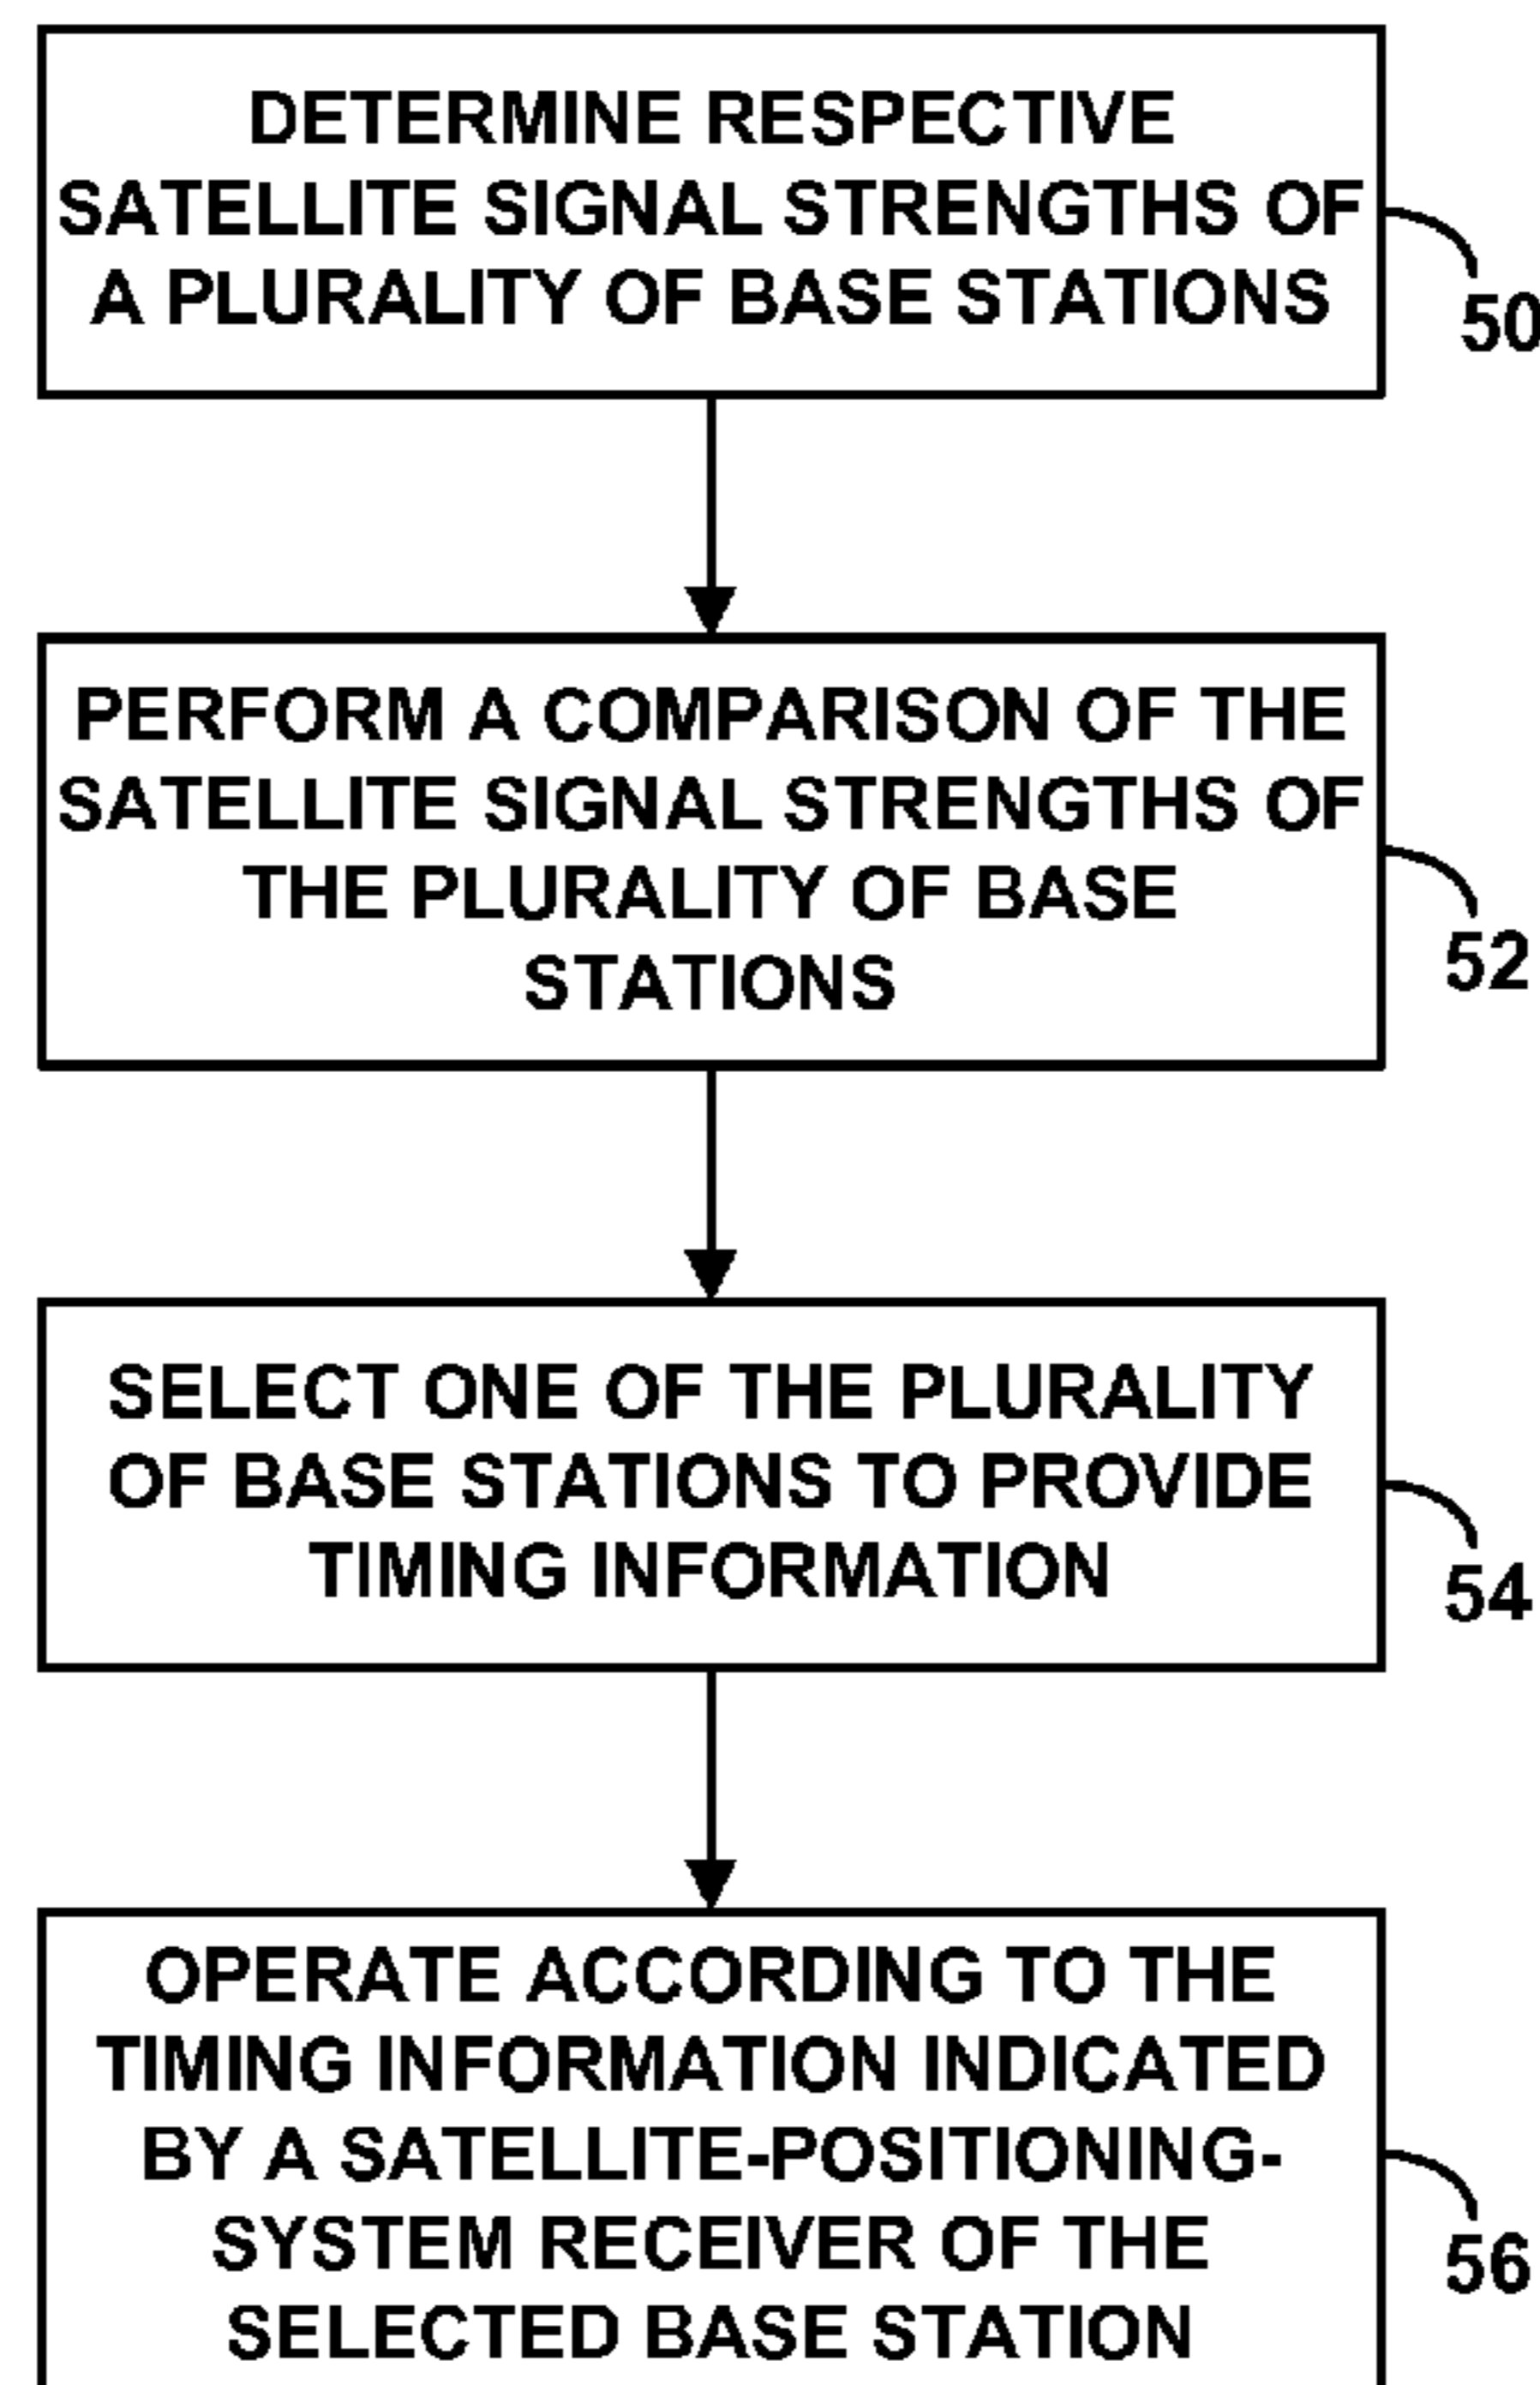 DETERMINE RESPECTIVE
SATELLITE SIGNAL STRENGTHS OF
A PLURALITY OF BASE STATIONS
50
PERFORM A COMPARISON OF THE
SATELLITE SIGNAL STRENGTHS OF
THE PLURALITY OF BASE
STATIONS
52
SELECT ONE OF THE PLURALITY
OF BASE STATIONS TO PROVIDE
TIMING INFORMATION
54
OPERATE ACCORDING TO THE
TIMING INFORMATION INDICATED
BY A SATELLITE-POSITIONING-
SYSTEM RECEIVER OF THE
SELECTED BASE STATION
56